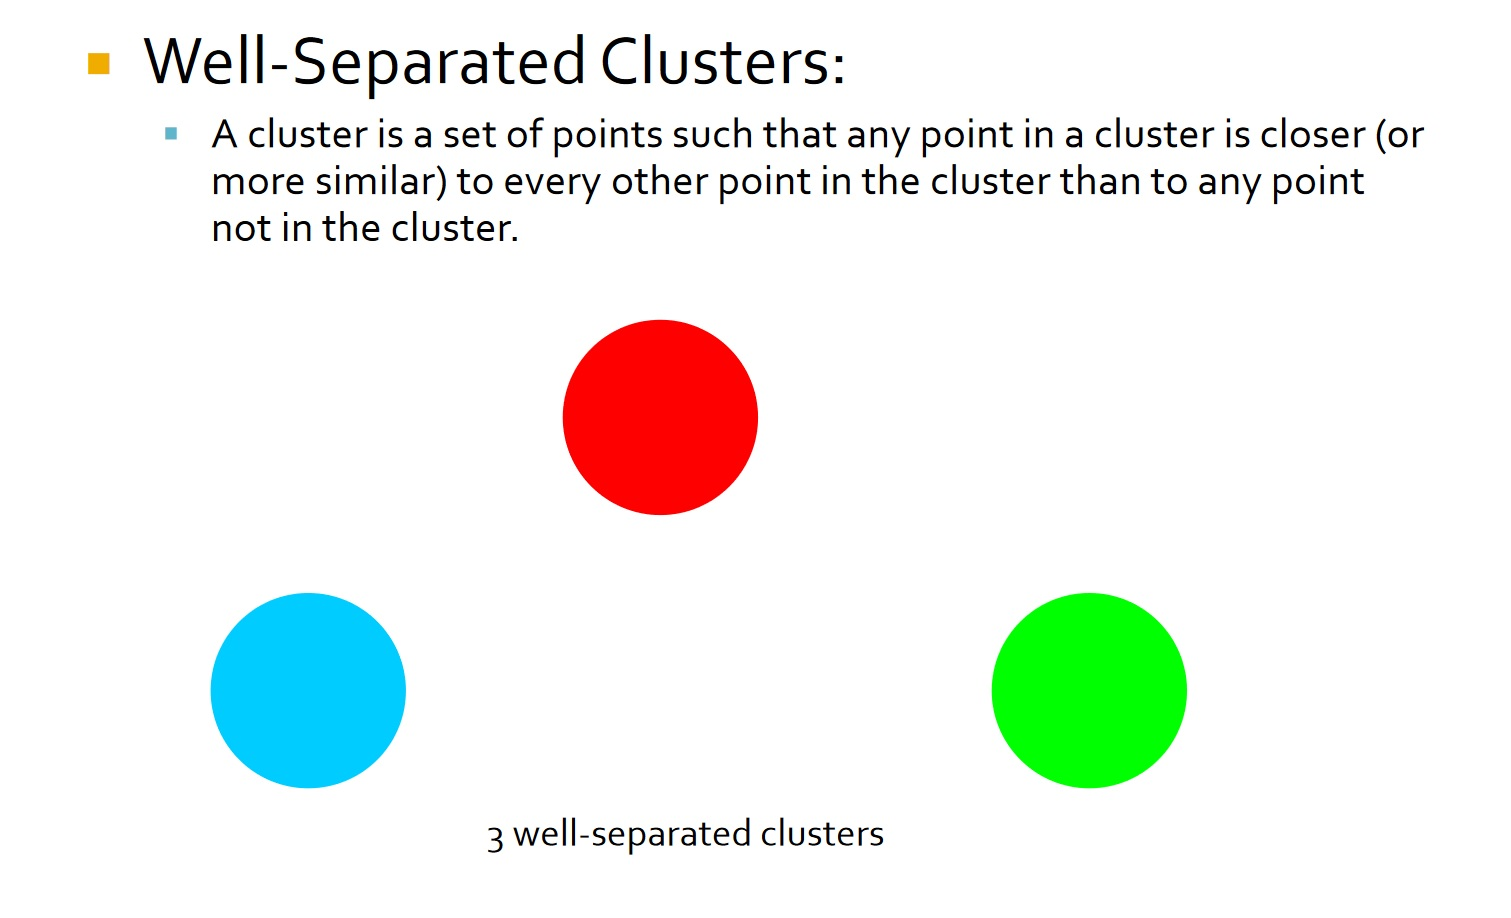 Well-Separated Clusters:
A cluster is a set of points such that any point in a cluster is closer (or
more similar) to every other point in the cluster than to any point
not in the cluster.
3 well-separated clusters